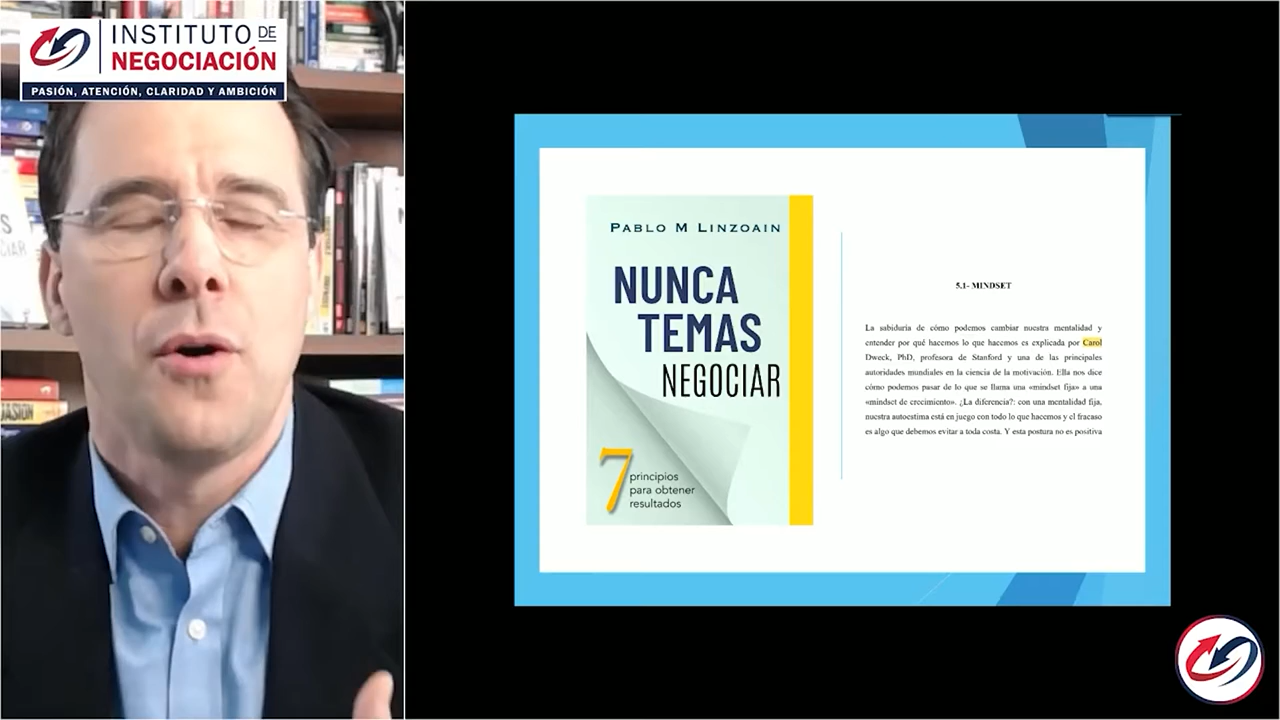 INSTITUTO DE
NEGOCIACIÓN
PASIÓN, ATENCIÓN, CLARIDAD Y AMBICIÓN
PABLO M LINZOAIN
NUNCA
TEMAS
NEGOCIAR
7 principios
para obtener
resultados
5.1- MINDSET
La sabiduría de cómo podemos cambiar nuestra mentalidad y
entender por qué hacemos lo que hacemos es explicada por Carol
Dweck, PhD, profesora de Stanford y una de las principales
autoridades mundiales en la ciencia de la motivación. Ella nos dice
cómo podemos pasar de lo que se llama una «mindset fija» a una
«mindset de crecimiento». ¿La diferencia?: con una mentalidad fija,
nuestra autoestima está en juego con todo lo que hacemos y el fracaso
es algo que debemos evitar a toda costa. Y esta postura no es positiva